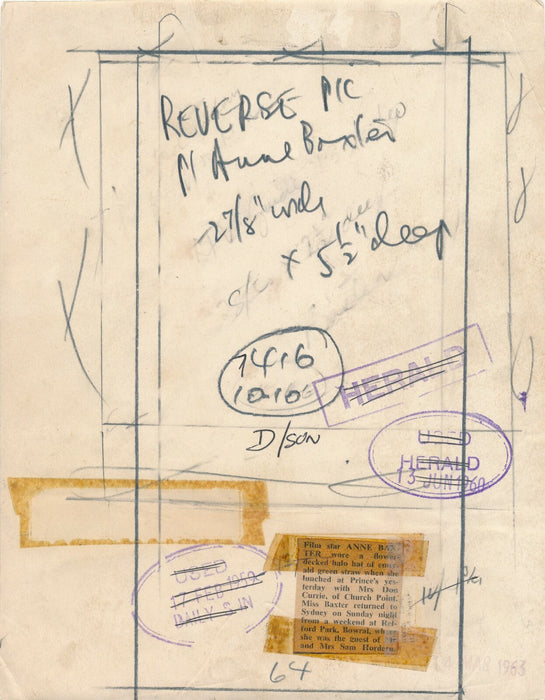 REVERSE PIC
Anne Baxter
2 7/8" wide
x 5 1/2" deep
7416
10-10
HERALD
D/SUN
USED
HERALD
13 JUN 1960
USED
17 FEB 1960
DAILY SUN
Film star ANNE BAX-
TER wore a flower-
decked halo hat of emer-
ald green straw when she
lunched at Prince's yes-
terday with Mrs Don
Currie, of Church Point.
Miss Baxter returned to
Sydney on Sunday night
from a weekend at Ret-
ford Park, Bowral, where
she was the guest of Mr
and Mrs Sam Hordern.
64
MAR 1963